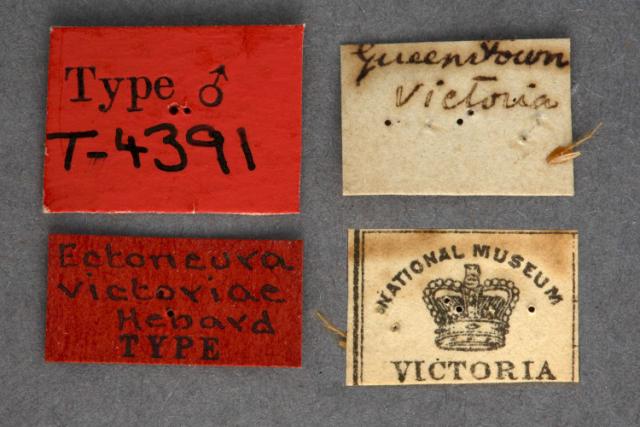 Type ♂
T-4391
Queenstown
Victoria
Ectoneura
victoriae
Hebard
TYPE
NATIONAL MUSEUM
VICTORIA